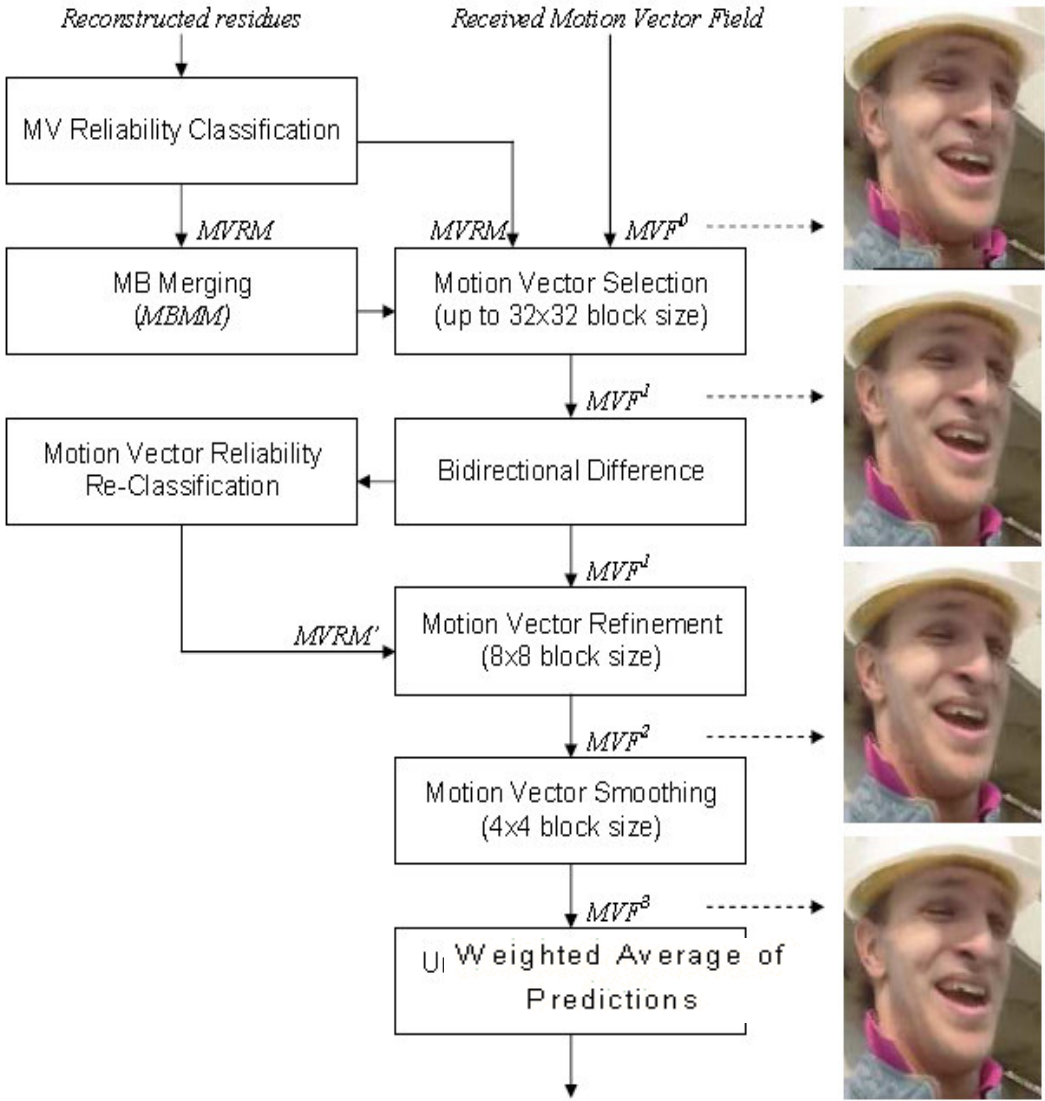 Reconstructed residues
Received Motion Vector Field
MV Reliability Classification
MVRM
MVRM
MVF⁰
MB Merging
(MBMM)
Motion Vector Selection
(up to 32x32 block size)
MVF¹
Motion Vector Reliability
Re-Classification
Bidirectional Difference
MVF¹
MVRM'
Motion Vector Refinement
(8x8 block size)
MVF²
Motion Vector Smoothing
(4x4 block size)
MVF³
Weighted Average of
Predictions